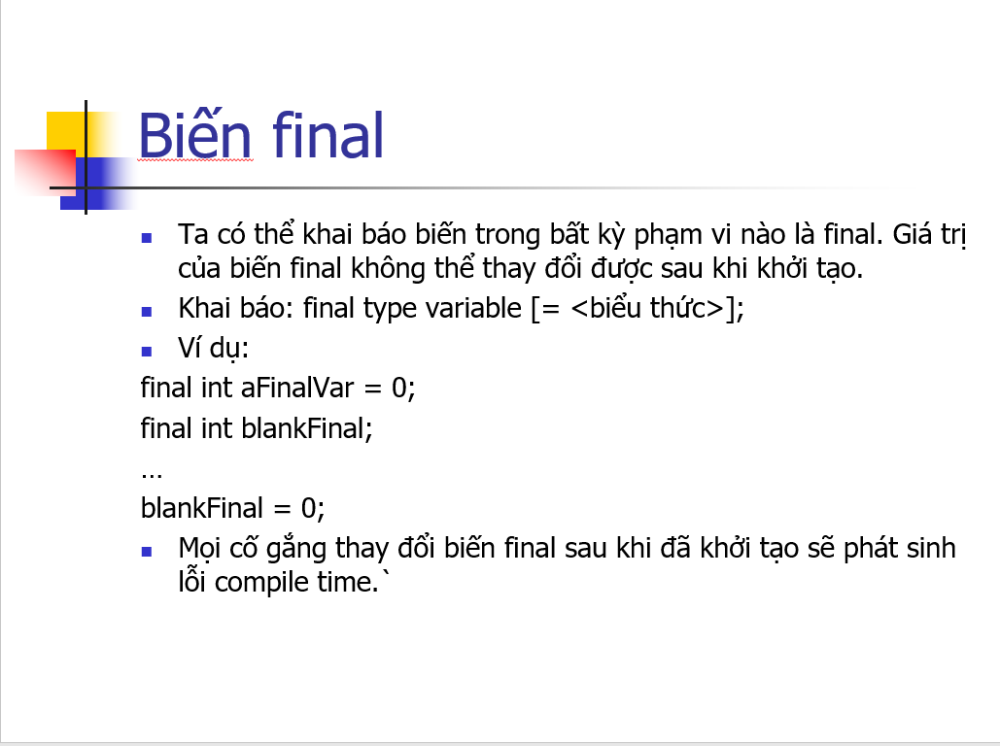 Biến final
Ta có thể khai báo biến trong bất kỳ phạm vi nào là final. Giá trị
của biến final không thể thay đổi được sau khi khởi tạo.
Khai báo: final type variable [= <biểu thức>];
Ví dụ:
final int aFinalVar = 0;
final int blankFinal;
…
blankFinal = 0;
Mọi cố gắng thay đổi biến final sau khi đã khởi tạo sẽ phát sinh
lỗi compile time.`